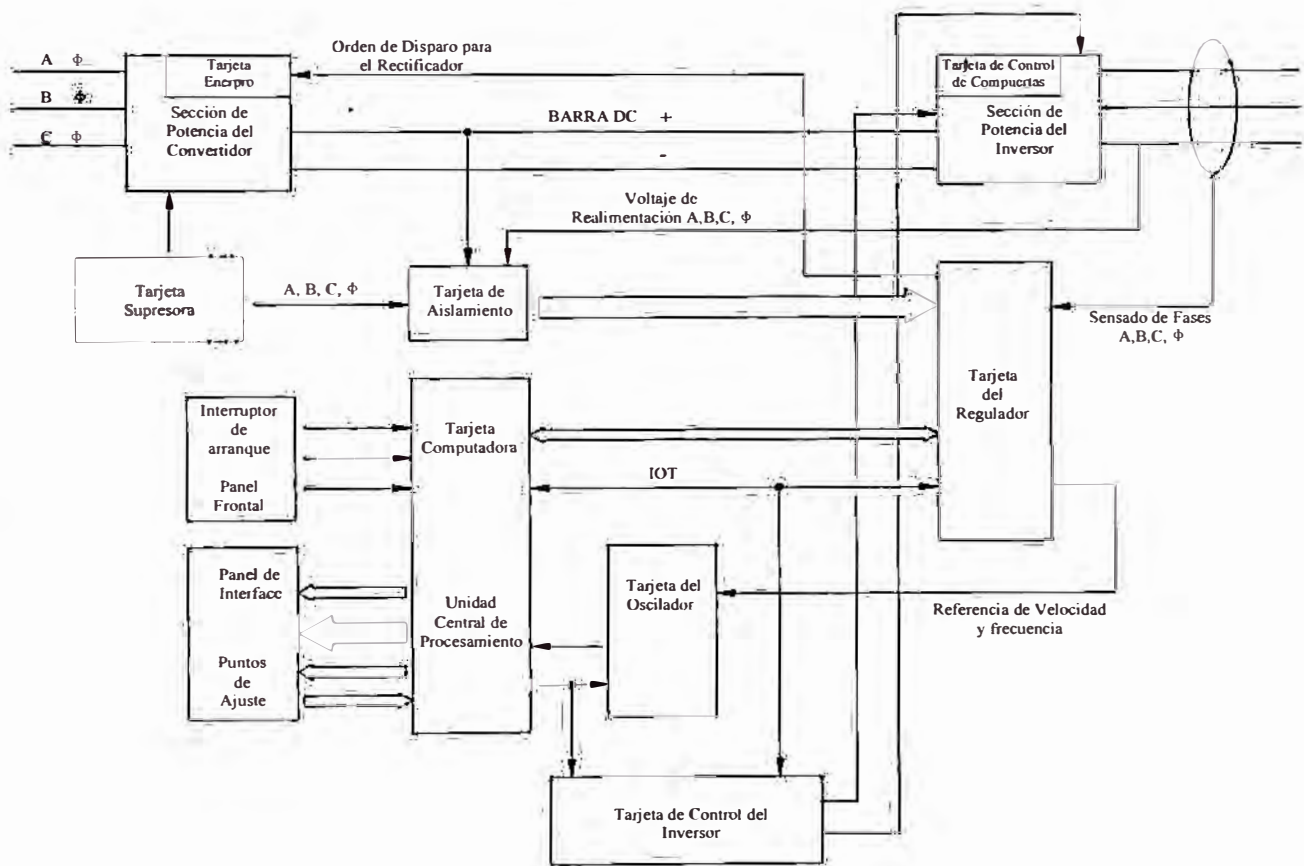 A Φ
B Φ
C Φ
Tarjeta
Enerpro
Sección de
Potencia del
Convertidor
Orden de Disparo para
el Rectificador
BARRA DC +
-
Tarjeta de Control
de Compuertas
Sección de
Potencia del
Inversor
Voltaje de
Realimentación A,B,C, Φ
Tarjeta
Supresora
A, B, C, Φ
Tarjeta de
Aislamiento
Sensado de Fases
A,B,C, Φ
Tarjeta
del
Regulador
Interruptor
de
arranque
Panel
Frontal
Tarjeta
Computadora
IOT
Panel de
Interface
Puntos
de
Ajuste
Unidad
Central de
Procesamiento
Tarjeta del
Oscilador
Referencia de Velocidad
y frecuencia
Tarjeta de Control del
Inversor